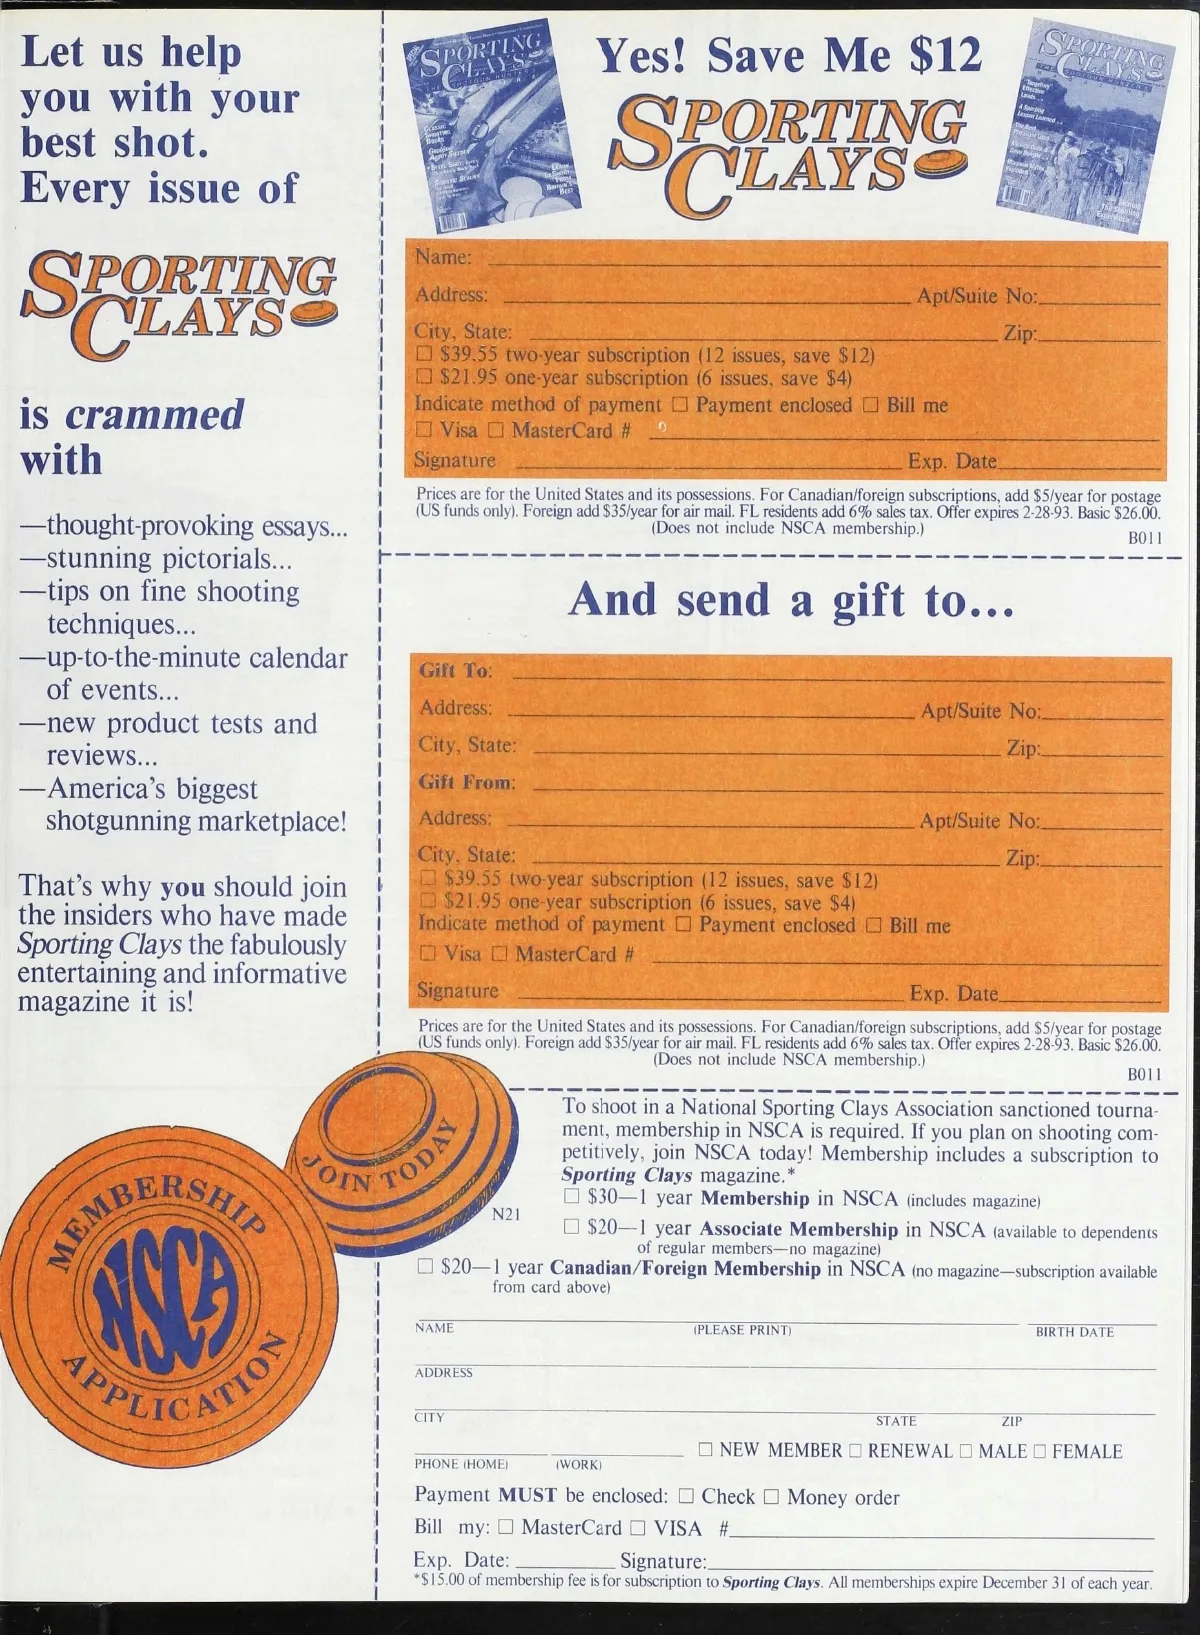 Let us help
you with your
best shot.
Every issue of
SPORTING
CLAYS
is crammed
with
—thought-provoking essays...
—stunning pictorials...
—tips on fine shooting
techniques...
—up-to-the-minute calendar
of events...
—new product tests and
reviews...
—America's biggest
shotgunning marketplace!
That's why you should join
the insiders who have made
Sporting Clays the fabulously
entertaining and informative
magazine it is!
MEMBERSHIP
NSCA
APPLICATION
JOIN TODAY
N21
SPORTING
CLAYS
Yes! Save Me $12
SPORTING
CLAYS
SPORTING
CLAYS
Name:
Address: Apt/Suite No:
City, State: Zip:
☐ $39.55 two-year subscription (12 issues, save $12)
☐ $21.95 one-year subscription (6 issues, save $4)
Indicate method of payment ☐ Payment enclosed ☐ Bill me
☐ Visa ☐ MasterCard #
Signature Exp. Date
Prices are for the United States and its possessions. For Canadian/foreign subscriptions, add $5/year for postage
(US funds only). Foreign add $35/year for air mail. FL residents add 6% sales tax. Offer expires 2-28-93. Basic $26.00.
(Does not include NSCA membership.)
B011
And send a gift to...
Gift To:
Address: Apt/Suite No:
City, State: Zip:
Gift From:
Address: Apt/Suite No:
City, State: Zip:
☐ $39.55 two-year subscription (12 issues, save $12)
☐ $21.95 one-year subscription (6 issues, save $4)
Indicate method of payment ☐ Payment enclosed ☐ Bill me
☐ Visa ☐ MasterCard #
Signature Exp. Date
Prices are for the United States and its possessions. For Canadian/foreign subscriptions, add $5/year for postage
(US funds only). Foreign add $35/year for air mail. FL residents add 6% sales tax. Offer expires 2-28-93. Basic $26.00.
(Does not include NSCA membership.)
B011
To shoot in a National Sporting Clays Association sanctioned tourna-
ment, membership in NSCA is required. If you plan on shooting com-
petitively, join NSCA today! Membership includes a subscription to
Sporting Clays magazine.*
☐ $30—1 year Membership in NSCA (includes magazine)
☐ $20—1 year Associate Membership in NSCA (available to dependents
of regular members—no magazine)
☐ $20—1 year Canadian/Foreign Membership in NSCA (no magazine—subscription available
from card above)
NAME (PLEASE PRINT) BIRTH DATE
ADDRESS
CITY STATE ZIP
☐ NEW MEMBER ☐ RENEWAL ☐ MALE ☐ FEMALE
PHONE (HOME) (WORK)
Payment MUST be enclosed: ☐ Check ☐ Money order
Bill my: ☐ MasterCard ☐ VISA #
Exp. Date: Signature:
*$15.00 of membership fee is for subscription to Sporting Clays. All memberships expire December 31 of each year.